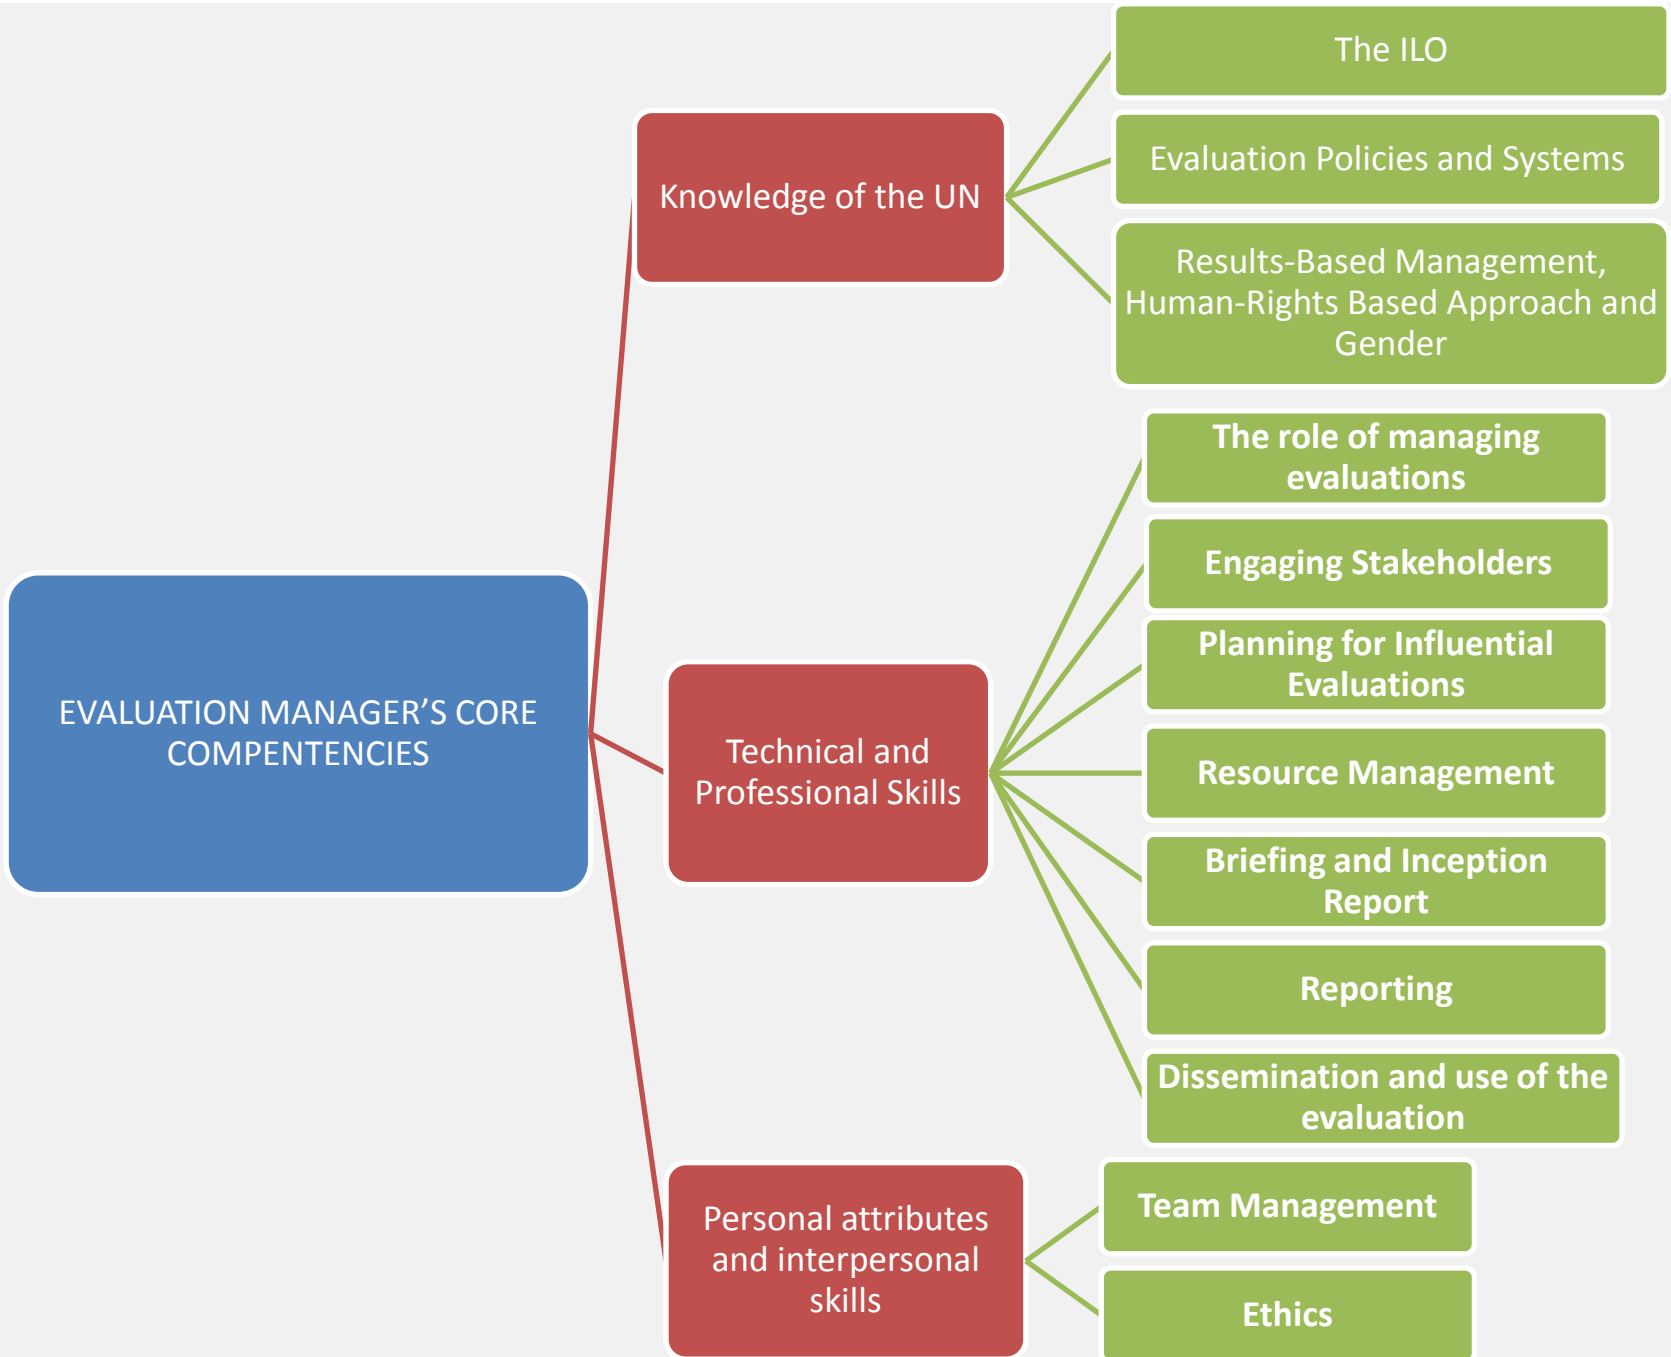 The ILO
Evaluation Policies and Systems
Knowledge of the UN
Results-Based Management,
Human-Rights Based Approach and
Gender
The role of managing
evaluations
Engaging Stakeholders
Planning for Influential
Evaluations
EVALUATION MANAGER’S CORE
COMPENTENCIES
Technical and
Professional Skills
Resource Management
Briefing and Inception
Report
Reporting
Dissemination and use of the
evaluation
Personal attributes
and interpersonal
skills
Team Management
Ethics